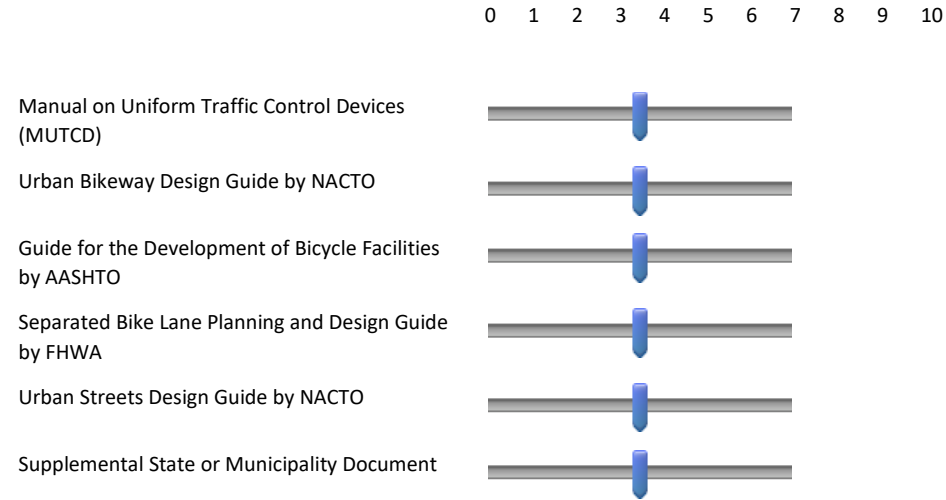 0 1 2 3 4 5 6 7 8 9 10
Manual on Uniform Traffic Control Devices
(MUTCD)
Urban Bikeway Design Guide by NACTO
Guide for the Development of Bicycle Facilities
by AASHTO
Separated Bike Lane Planning and Design Guide
by FHWA
Urban Streets Design Guide by NACTO
Supplemental State or Municipality Document